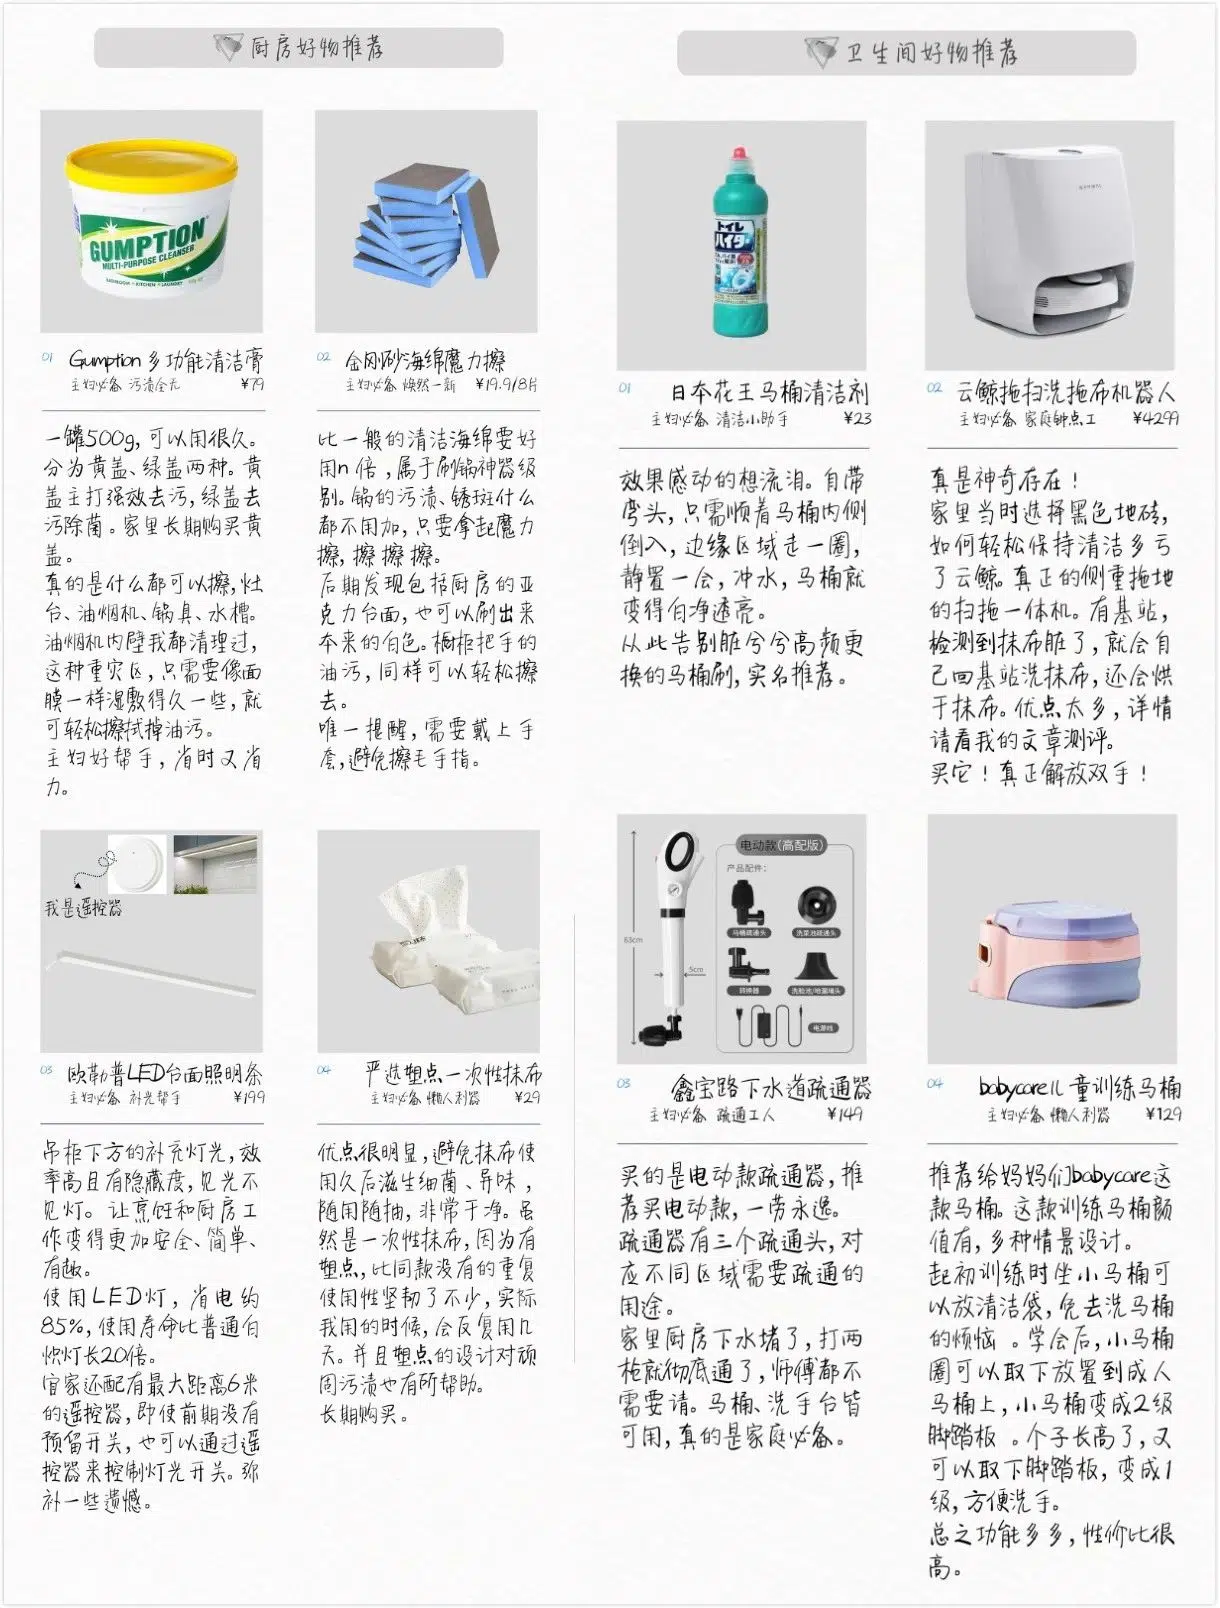 厨房好物推荐
GUMPTION
MULTI-PURPOSE CLEANSER
BATHROOM • KITCHEN • LAUNDRY
01 Gumption多功能清洁膏
主妇必备 污渍全无 ¥79
一罐500g,可以用很久。
分为黄盖、绿盖两种。黄
盖主打强效去污,绿盖去
污除菌。家里长期购买黄
盖。
真的是什么都可以擦,灶
台、油烟机、锅具、水槽。
油烟机内壁我都清理过,
这种重灾区,只需要像面
膜一样湿敷得久一些,就
可轻松擦拭掉油污。
主妇好帮手,省时又省
力。
02 金刚砂海绵魔力擦
主妇必备 焕然一新 ¥19.9/8片
比一般的清洁海绵要好
用n倍,属于刷锅神器级
别。锅的污渍、锈斑什么
都不用加,只要拿起魔力
擦,擦擦擦。
后期发现包括厨房的亚
克力台面,也可以刷出来
本来的白色。橱柜把手的
油污,同样可以轻松擦
去。
唯一提醒,需要戴上手
套,避免擦毛手指。
我是遥控器
03 欧勒普LED台面照明条
主妇必备 补光帮手 ¥199
吊柜下方的补充灯光,效
率高且有隐藏度,见光不
见灯。让烹饪和厨房工
作变得更加安全、简单、
有趣。
使用LED灯,省电约
85%,使用寿命比普通白
炽灯长20倍。
宜家还配有最大距离6米
的遥控器,即使前期没有
预留开关,也可以通过遥
控器来控制灯光开关。弥
补一些遗憾。
04 严选塑点一次性抹布
主妇必备 懒人利器 ¥29
优点很明显,避免抹布使
用久后滋生细菌、异味,
随用随抽,非常干净。虽
然是一次性抹布,因为有
塑点,比同款没有的重复
使用性坚韧了不少,实际
我用的时候,会反复用几
天。并且塑点的设计对顽
固污渍也有所帮助。
长期购买。
卫生间好物推荐
トイレ
ハイター
01 日本花王马桶清洁剂
主妇必备 清洁小助手 ¥23
效果感动的想流泪。自带
弯头,只需顺着马桶内侧
倒入,边缘区域走一圈,
静置一会,冲水,马桶就
变得白净透亮。
从此告别脏兮兮高频更
换的马桶刷,实名推荐。
02 云鲸拖扫洗拖布机器人
主妇必备 家庭钟点工 ¥4299
真是神奇存在!
家里当时选择黑色地砖,
如何轻松保持清洁多亏
了云鲸。真正的侧重拖地
的扫拖一体机。有基站,
检测到抹布脏了,就会自
己回基站洗抹布,还会烘
干抹布。优点太多,详情
请看我的文章测评。
买它!真正解放双手!
电动款(高配版)
产品配件:
马桶疏通头
洗菜池疏通头
转换器
洗脸池/地漏堵头
电源线
63cm
5cm
03 鑫宝路下水道疏通器
主妇必备 疏通工人 ¥149
买的是电动款疏通器,推
荐买电动款,一劳永逸。
疏通器有三个疏通头,对
应不同区域需要疏通的
用途。
家里厨房下水堵了,打两
枪就彻底通了,师傅都不
需要请。马桶、洗手台皆
可用,真的是家庭必备。
04 babycare儿童训练马桶
主妇必备 懒人利器 ¥129
推荐给妈妈们babycare这
款马桶。这款训练马桶颜
值有,多种情景设计。
起初训练时坐小马桶可
以放清洁袋,免去洗马桶
的烦恼。学会后,小马桶
圈可以取下放置到成人
马桶上,小马桶变成2级
脚踏板。个子长高了,又
可以取下脚踏板,变成1
级,方便洗手。
总之功能多多,性价比很
高。